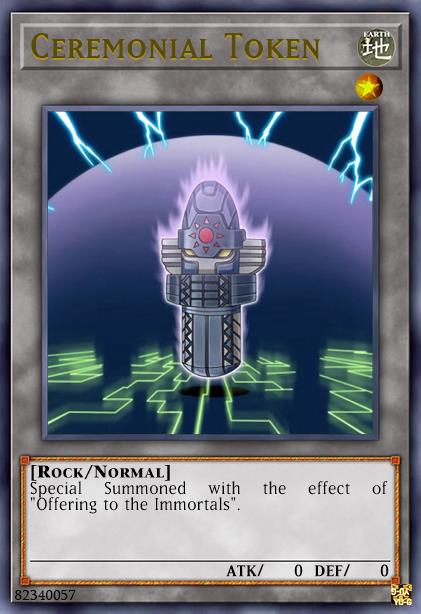 CEREMONIAL TOKEN
EARTH
地
[ROCK/NORMAL]
Special Summoned with the effect of
"Offering to the Immortals".
ATK/ 0 DEF/ 0
82340057